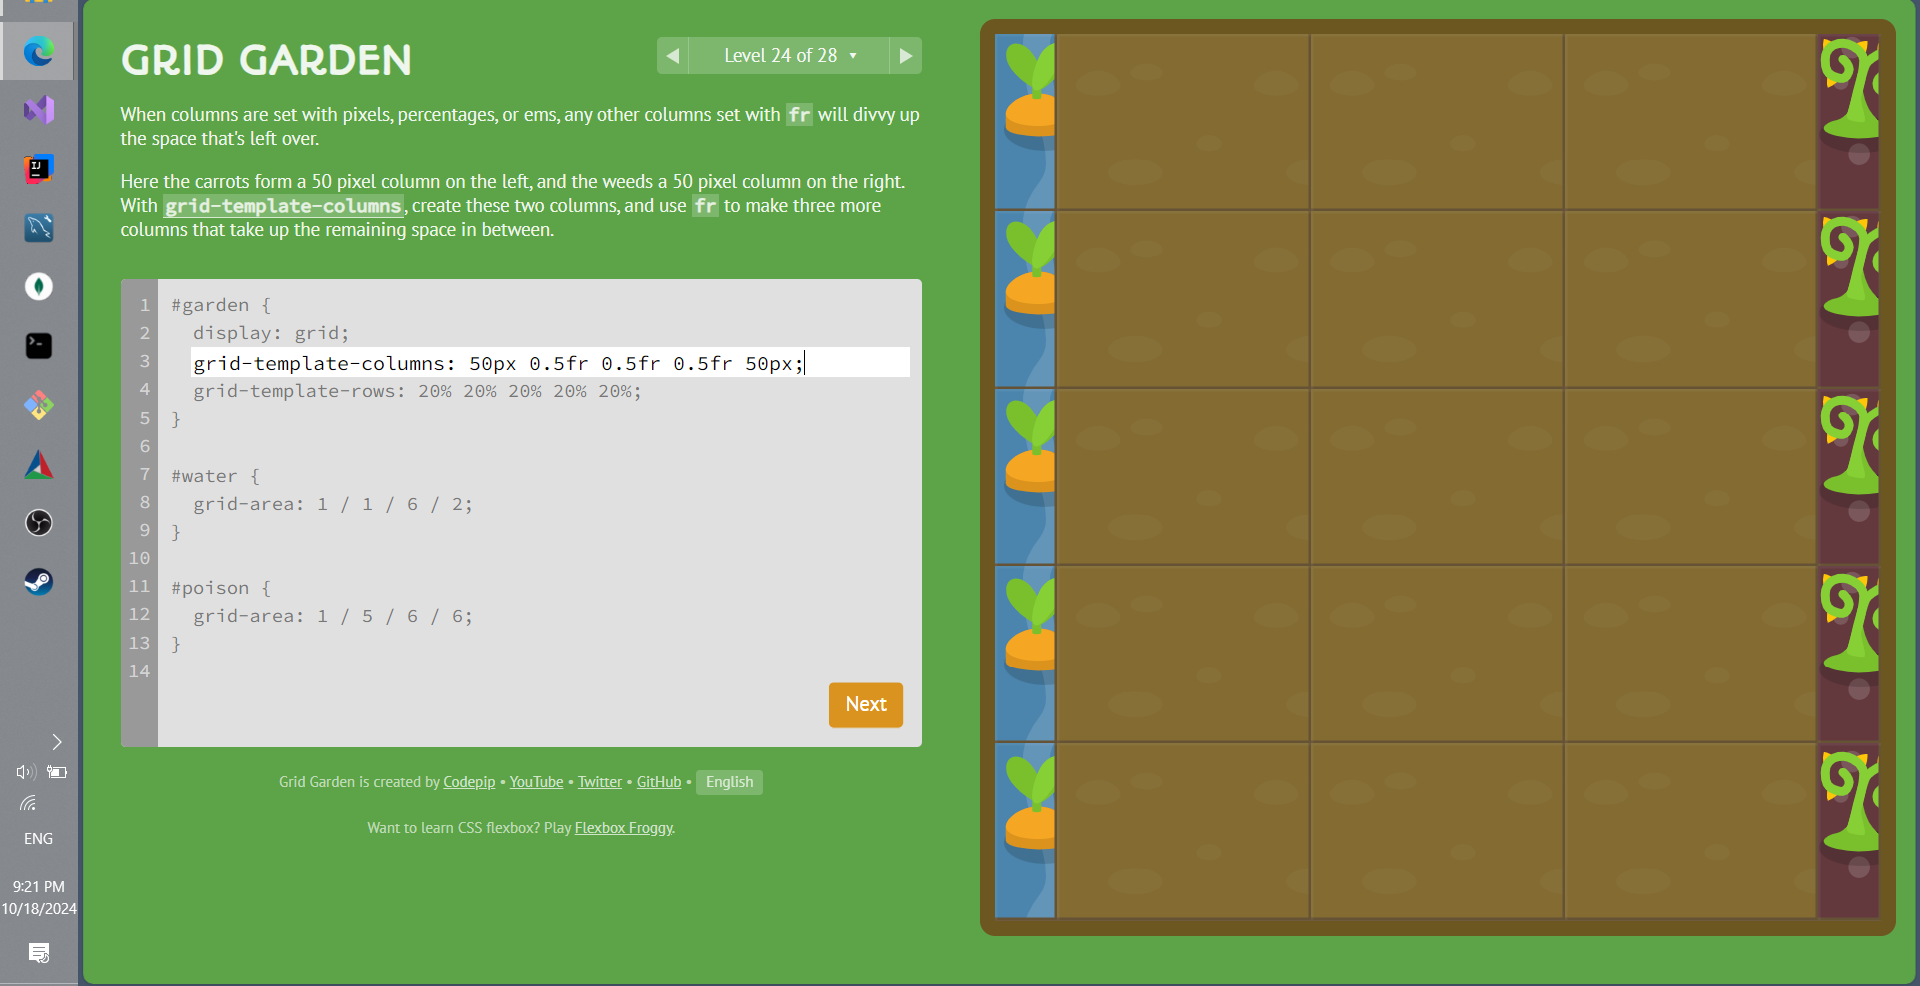 GRID GARDEN
Level 24 of 28
When columns are set with pixels, percentages, or ems, any other columns set with fr will divvy up
the space that's left over.
Here the carrots form a 50 pixel column on the left, and the weeds a 50 pixel column on the right.
With grid-template-columns, create these two columns, and use fr to make three more
columns that take up the remaining space in between.
1 #garden {
2 display: grid;
3 grid-template-columns: 50px 0.5fr 0.5fr 0.5fr 50px;
4 grid-template-rows: 20% 20% 20% 20% 20%;
5 }
6
7 #water {
8 grid-area: 1 / 1 / 6 / 2;
9 }
10
11 #poison {
12 grid-area: 1 / 5 / 6 / 6;
13 }
14
Next
Grid Garden is created by Codepip • YouTube • Twitter • GitHub • English
Want to learn CSS flexbox? Play Flexbox Froggy.
IJ
ENG
9:21 PM
10/18/2024